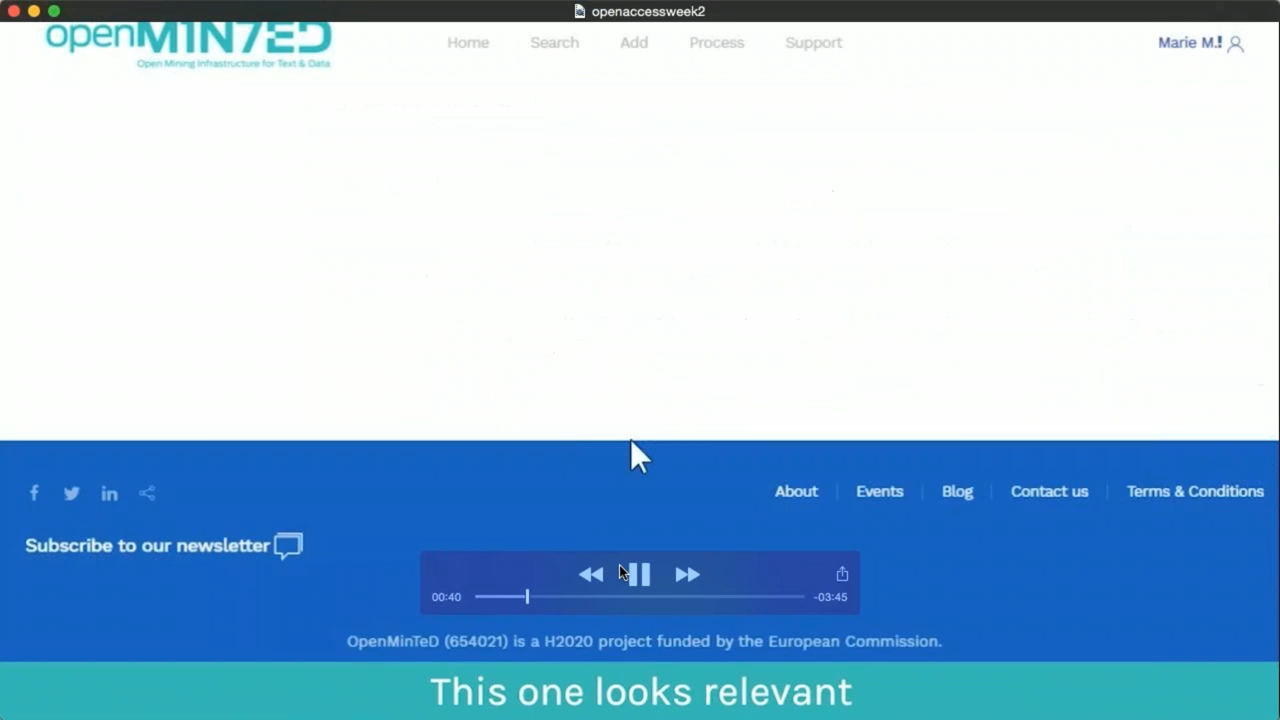 openaccessweek2
openM1N7ED
Open Mining Infrastructure for Text & Data
Home Search Add Process Support
Marie M.!
About Events Blog Contact us Terms & Conditions
Subscribe to our newsletter
00:40 -03:45
OpenMinTeD (654021) is a H2020 project funded by the European Commission.
This one looks relevant